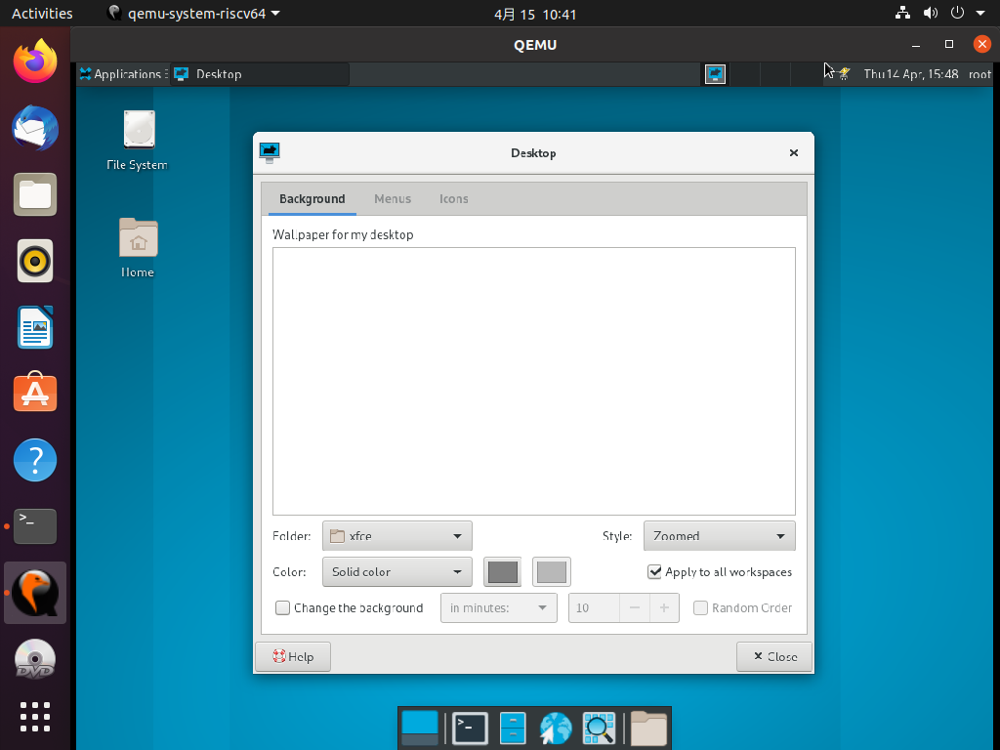 Activities qemu-system-riscv64 4月 15 10:41
QEMU
Applications Desktop Thu 14 Apr, 15:48 root
File System
Home
Desktop
Background Menus Icons
Wallpaper for my desktop
Folder: xfce Style: Zoomed
Color: Solid color Apply to all workspaces
Change the background in minutes: 10 Random Order
Help Close
>_
?
DVD
>_